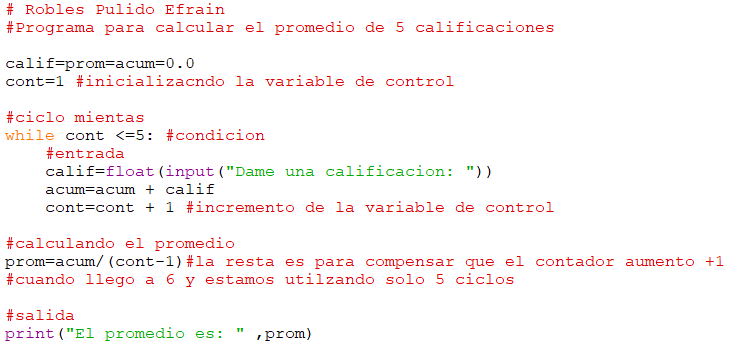 # Robles Pulido Efrain
#Programa para calcular el promedio de 5 calificaciones

calif=prom=acum=0.0
cont=1 #inicializacndo la variable de control

#ciclo mientas
while cont <=5: #condicion
    #entrada
    calif=float(input("Dame una calificacion: "))
    acum=acum + calif
    cont=cont + 1 #incremento de la variable de control

#calculando el promedio
prom=acum/(cont-1)#la resta es para compensar que el contador aumento +1
#cuando llego a 6 y estamos utilzando solo 5 ciclos

#salida
print("El promedio es: " ,prom)